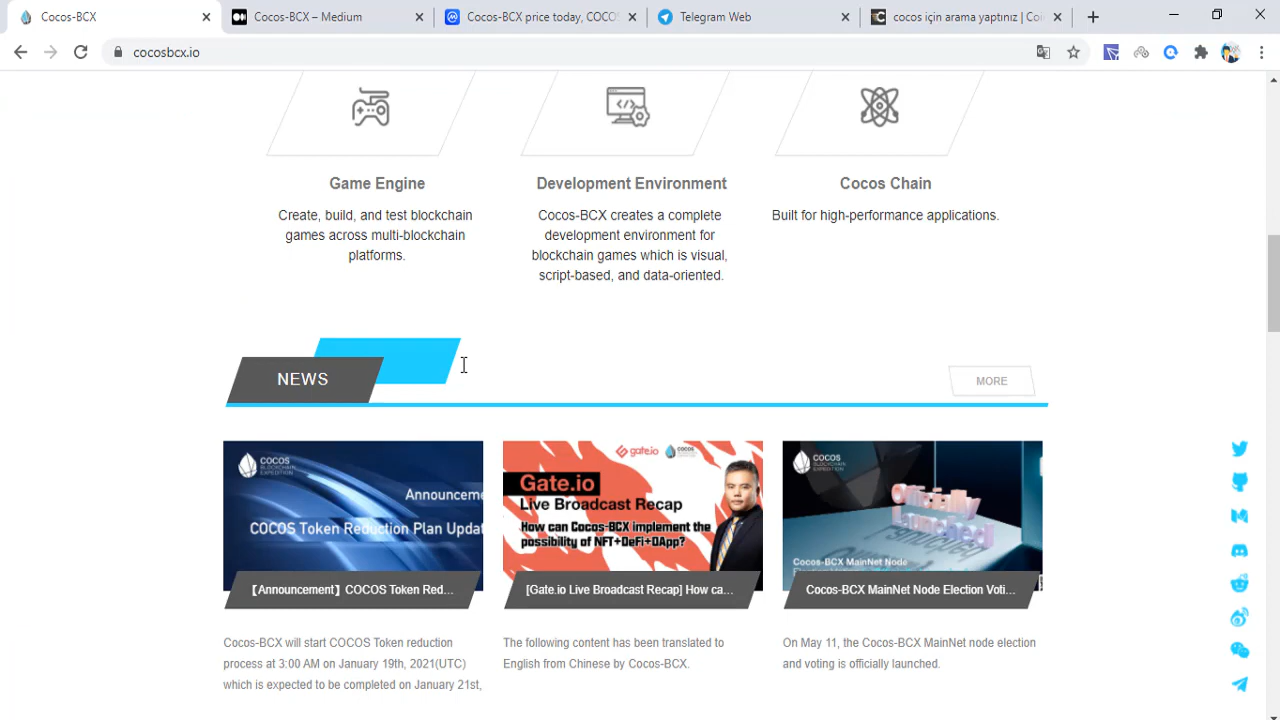 Cocos-BCX
Cocos-BCX – Medium
Cocos-BCX price today, COCO
Telegram Web
cocos için arama yaptınız | Coi
cocosbcx.io
Game Engine
Development Environment
Cocos Chain
Create, build, and test blockchain
games across multi-blockchain
platforms.
Cocos-BCX creates a complete
development environment for
blockchain games which is visual,
script-based, and data-oriented.
Built for high-performance applications.
NEWS
MORE
COCOS
BLOCKCHAIN
EXPEDITION
Announceme
COCOS Token Reduction Plan Updat
【Announcement】COCOS Token Red...
Cocos-BCX will start COCOS Token reduction
process at 3:00 AM on January 19th, 2021(UTC)
which is expected to be completed on January 21st,
gate.io
COCOS
Gate.io
Live Broadcast Recap
How can Cocos-BCX implement the
possibility of NFT+DeFi+DApp?
[Gate.io Live Broadcast Recap] How ca...
The following content has been translated to
English from Chinese by Cocos-BCX.
COCOS
BLOCKCHAIN
EXPEDITION
Officially
Launched
Cocos-BCX MainNet Node
Cocos-BCX MainNet Node Election Voti...
On May 11, the Cocos-BCX MainNet node election
and voting is officially launched.